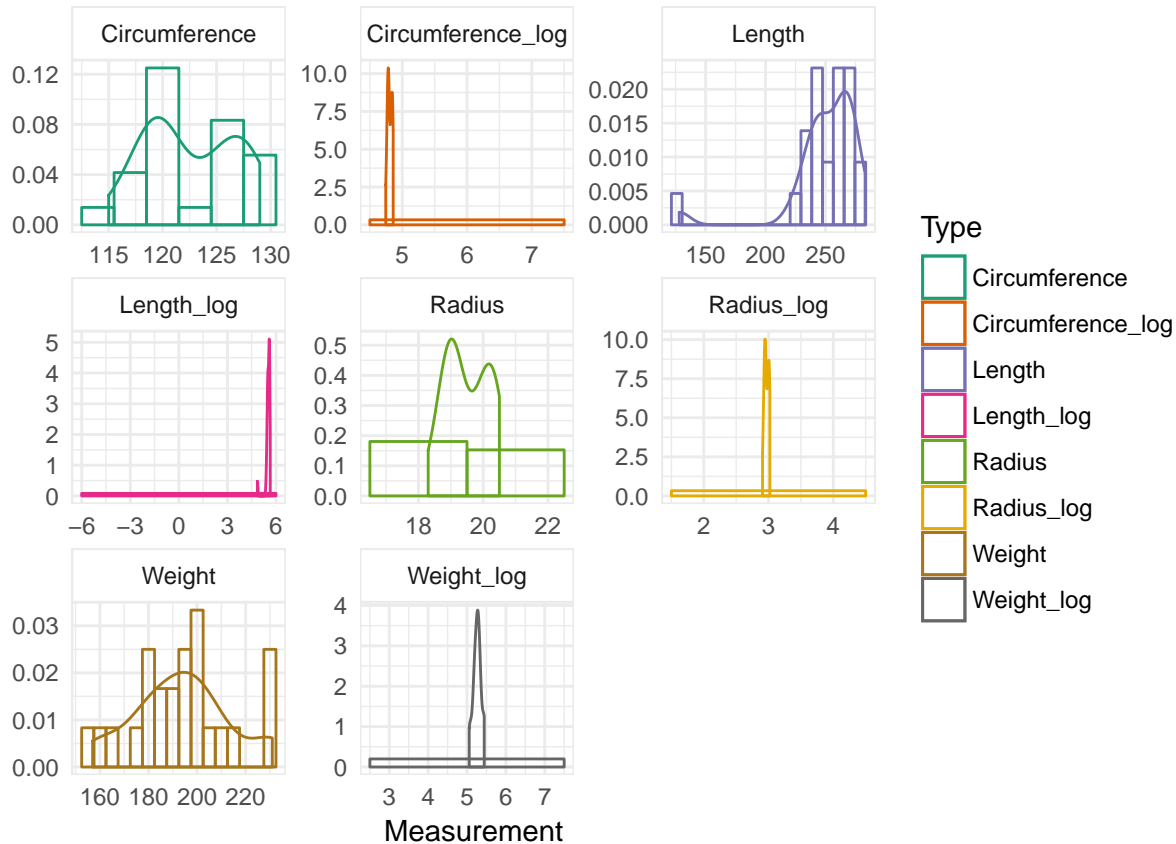 Circumference Circumference_log Length
0.12 10.0 0.020
0.08 7.5 0.015
0.04 5.0 0.010
2.5 0.005
0.00 0.0 0.000
115 120 125 130 5 6 7 150 200 250
Length_log Radius Radius_log
5 0.5 10.0
4 0.4 7.5
3 0.3 5.0
2 0.2 2.5
1 0.1
0 0.0 0.0
−6 −3 0 3 6 18 20 22 2 3 4
Weight Weight_log
0.03 4
0.02 3
0.01 2
1
0.00 0
160 180 200 220 3 4 5 6 7
Measurement
Type
Circumference
Circumference_log
Length
Length_log
Radius
Radius_log
Weight
Weight_log